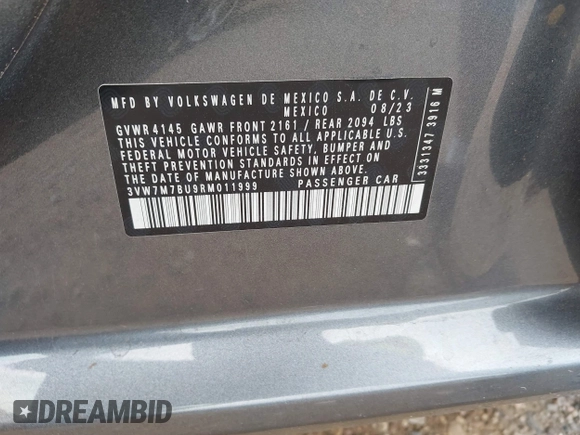 MFD BY VOLKSWAGEN DE MEXICO S.A. DE C.V.
MEXICO 08/23
GVWR 4145 GAWR FRONT 2161 / REAR 2094 LBS
THIS VEHICLE CONFORMS TO ALL APPLICABLE U.S.
FEDERAL MOTOR VEHICLE SAFETY, BUMPER AND
THEFT PREVENTION STANDARDS IN EFFECT ON
THE DATE OF MANUFACTURE SHOWN ABOVE.
3VW7M7BU9RM011999 PASSENGER CAR
3331347 3916 M
DREAMBID